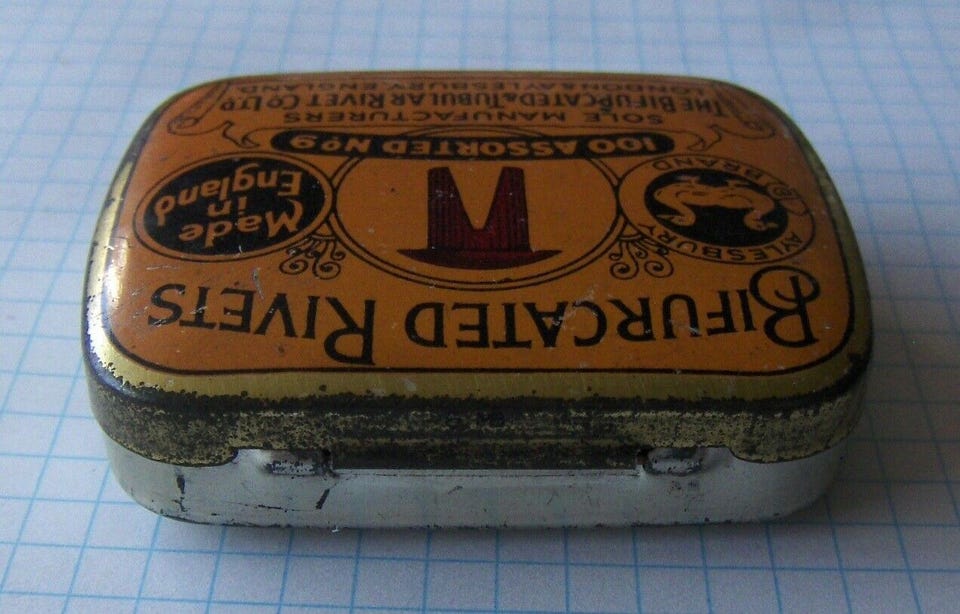 BIFURCATED RIVETS
AYLESBURY
BRAND
Made
in
England
100 ASSORTED No 9
SOLE MANUFACTURERS
THE BIFURCATED & TUBULAR RIVET CO LTD
LONDON & AYLESBURY, ENGLAND